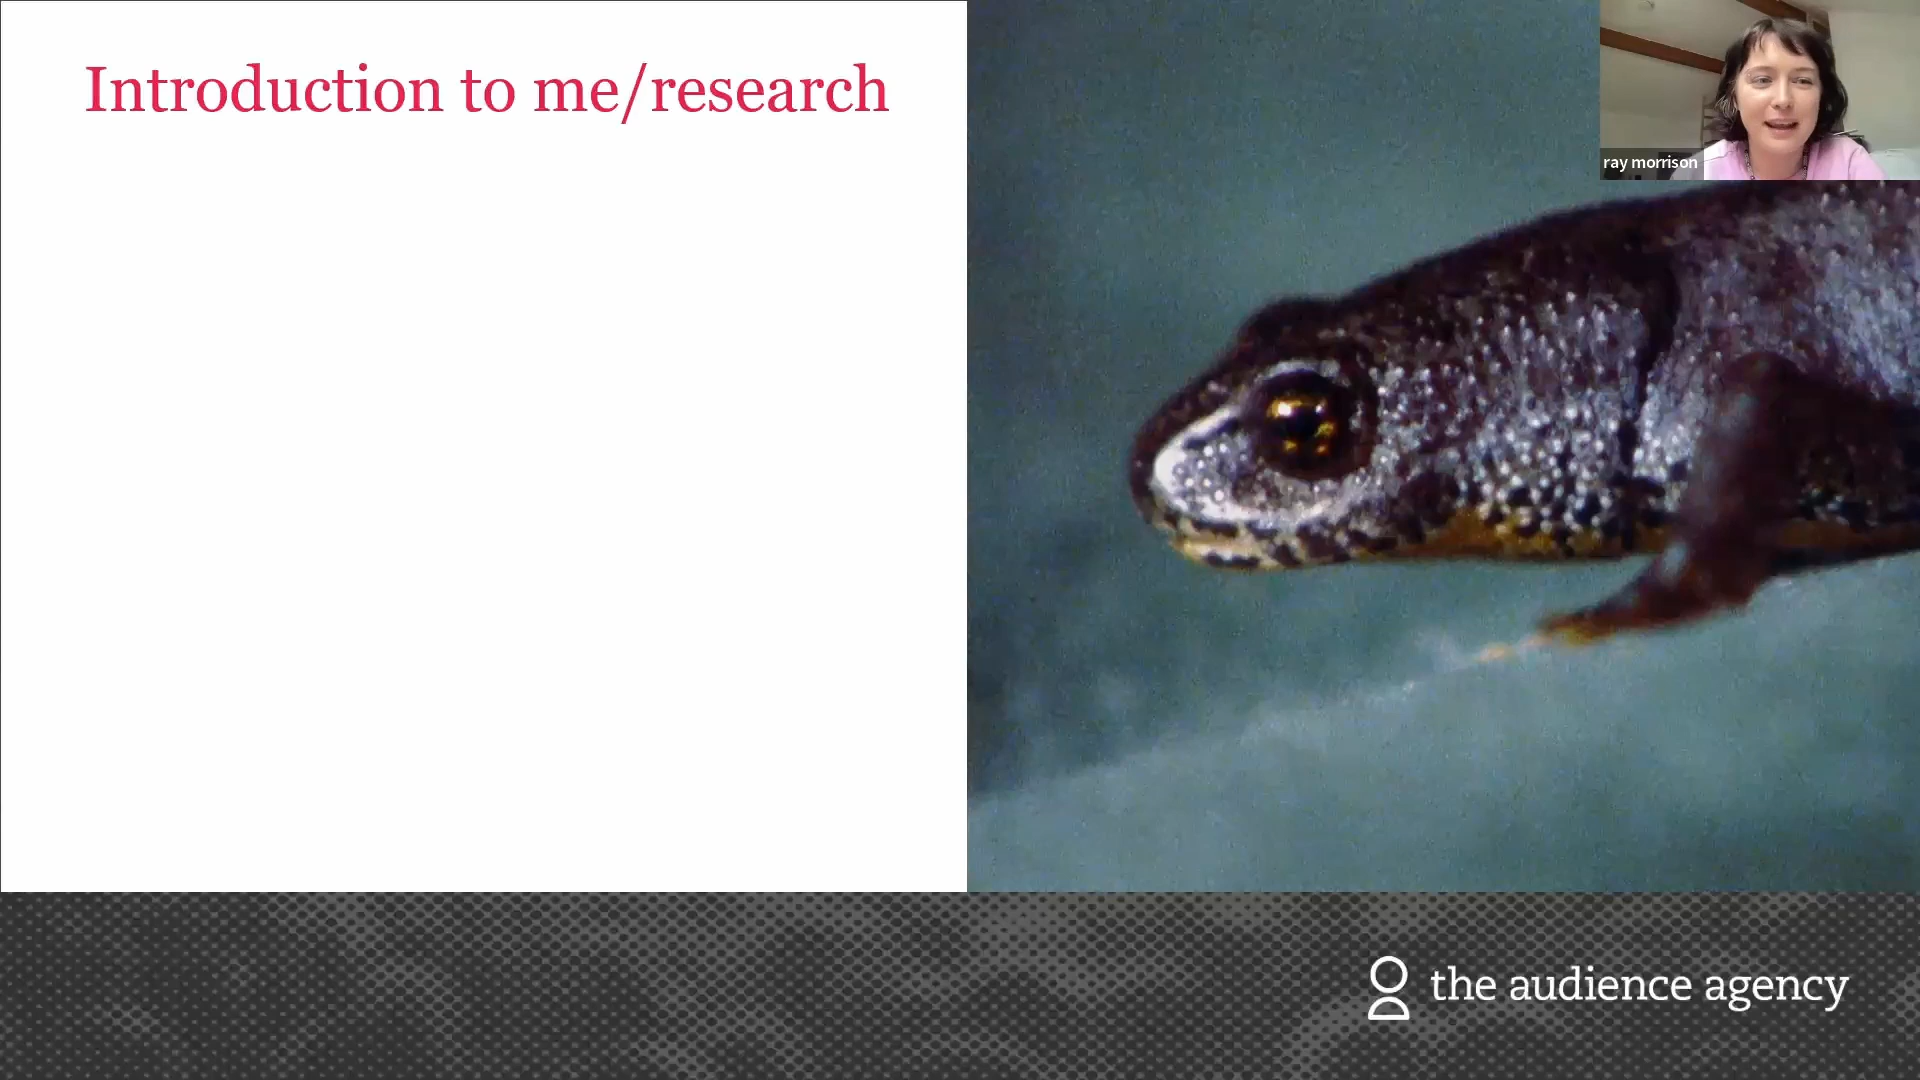 Introduction to me/research
ray morrison
the audience agency